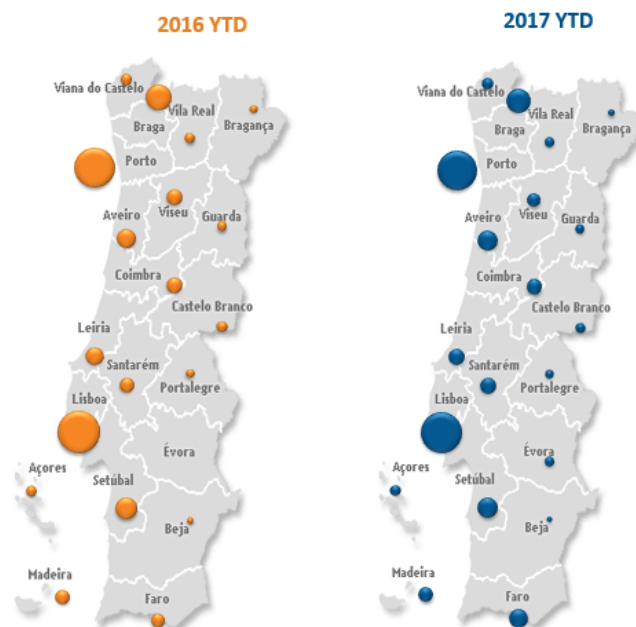 2016 YTD
Viana do Castelo
Vila Real
Bragança
Braga
Porto
Aveiro
Viseu
Guarda
Coimbra
Castelo Branco
Leiria
Santarém
Portalegre
Lisboa
Évora
Açores
Setúbal
Beja
Madeira
Faro
2017 YTD
Viana do Castelo
Vila Real
Bragança
Braga
Porto
Aveiro
Viseu
Guarda
Coimbra
Castelo Branco
Leiria
Santarém
Portalegre
Lisboa
Évora
Açores
Setúbal
Beja
Madeira
Faro